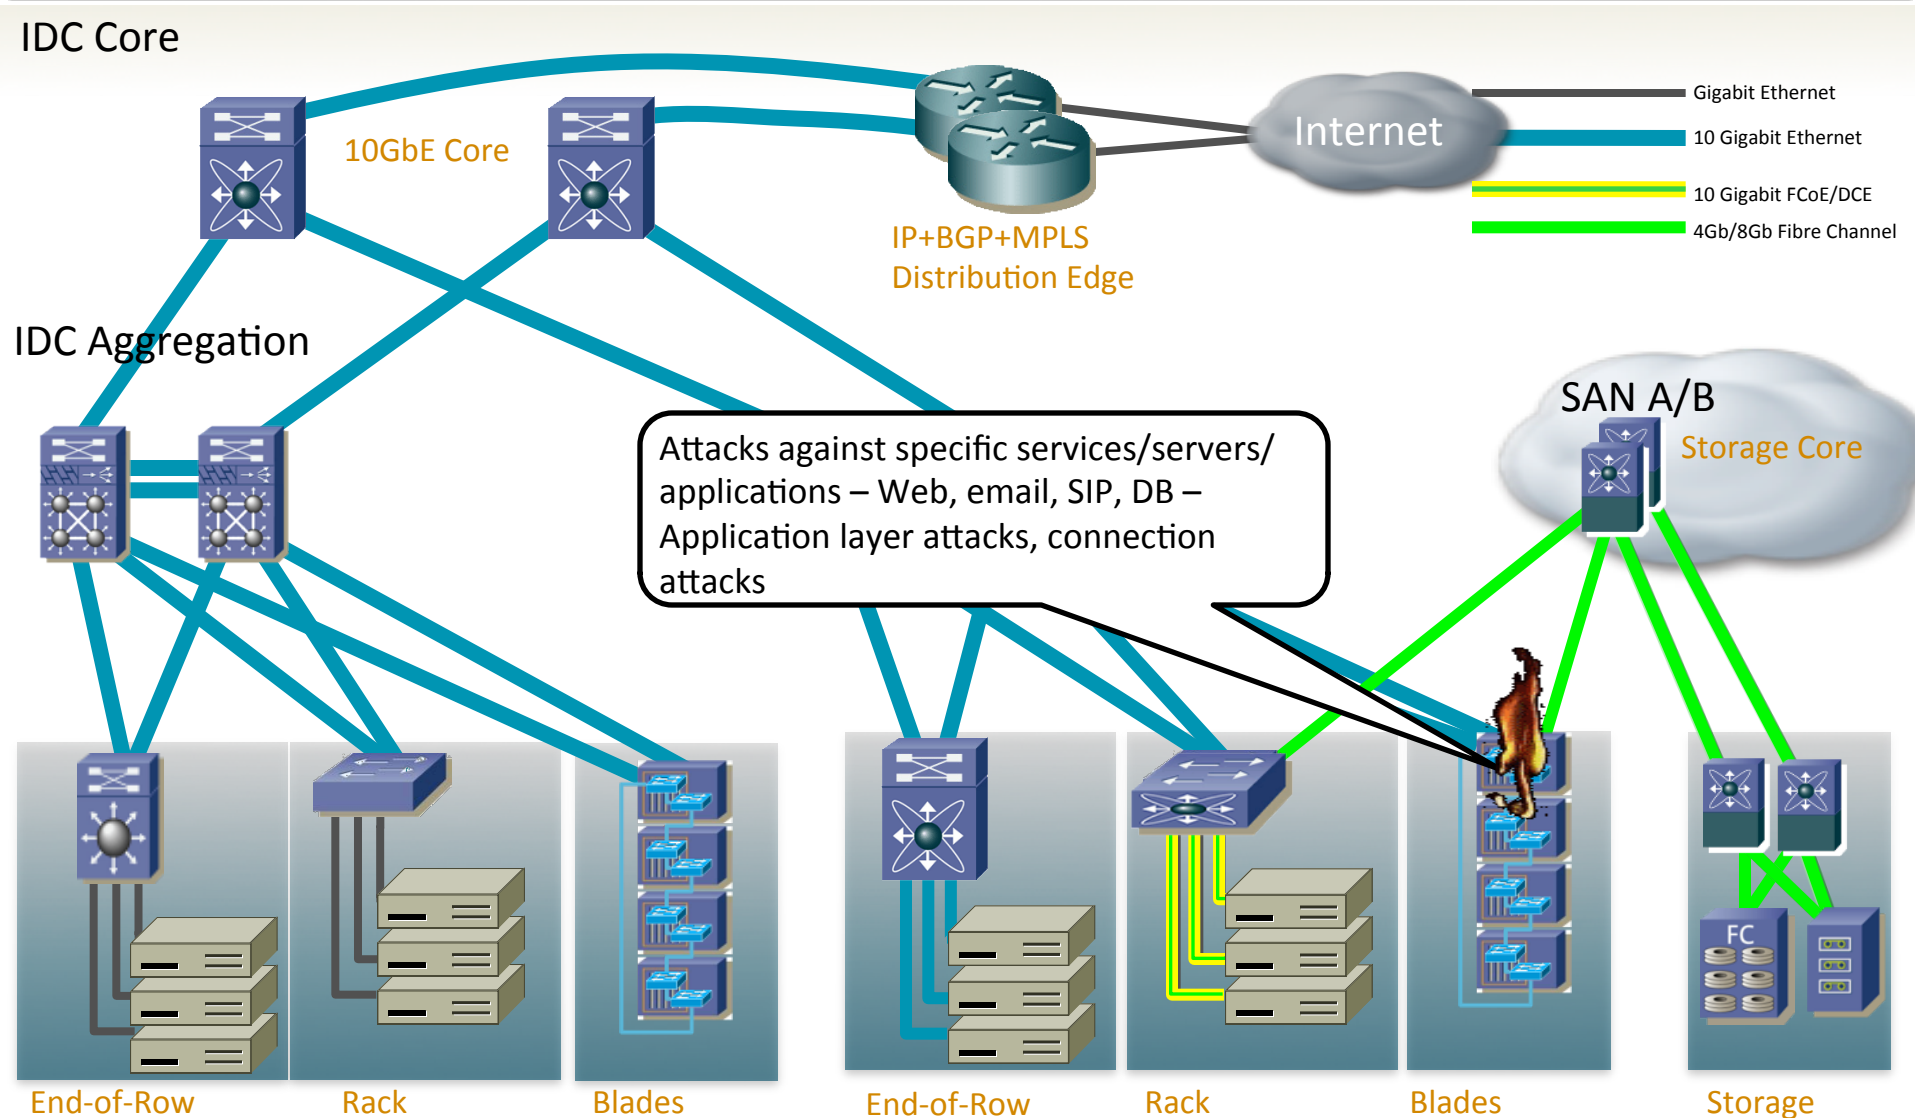 IDC Core
10GbE Core
Internet
Gigabit Ethernet
10 Gigabit Ethernet
10 Gigabit FCoE/DCE
4Gb/8Gb Fibre Channel
IP+BGP+MPLS
Distribution Edge
IDC Aggregation
SAN A/B
Storage Core
Attacks against specific services/servers/
applications – Web, email, SIP, DB –
Application layer attacks, connection
attacks
FC
End-of-Row
Rack
Blades
End-of-Row
Rack
Blades
Storage